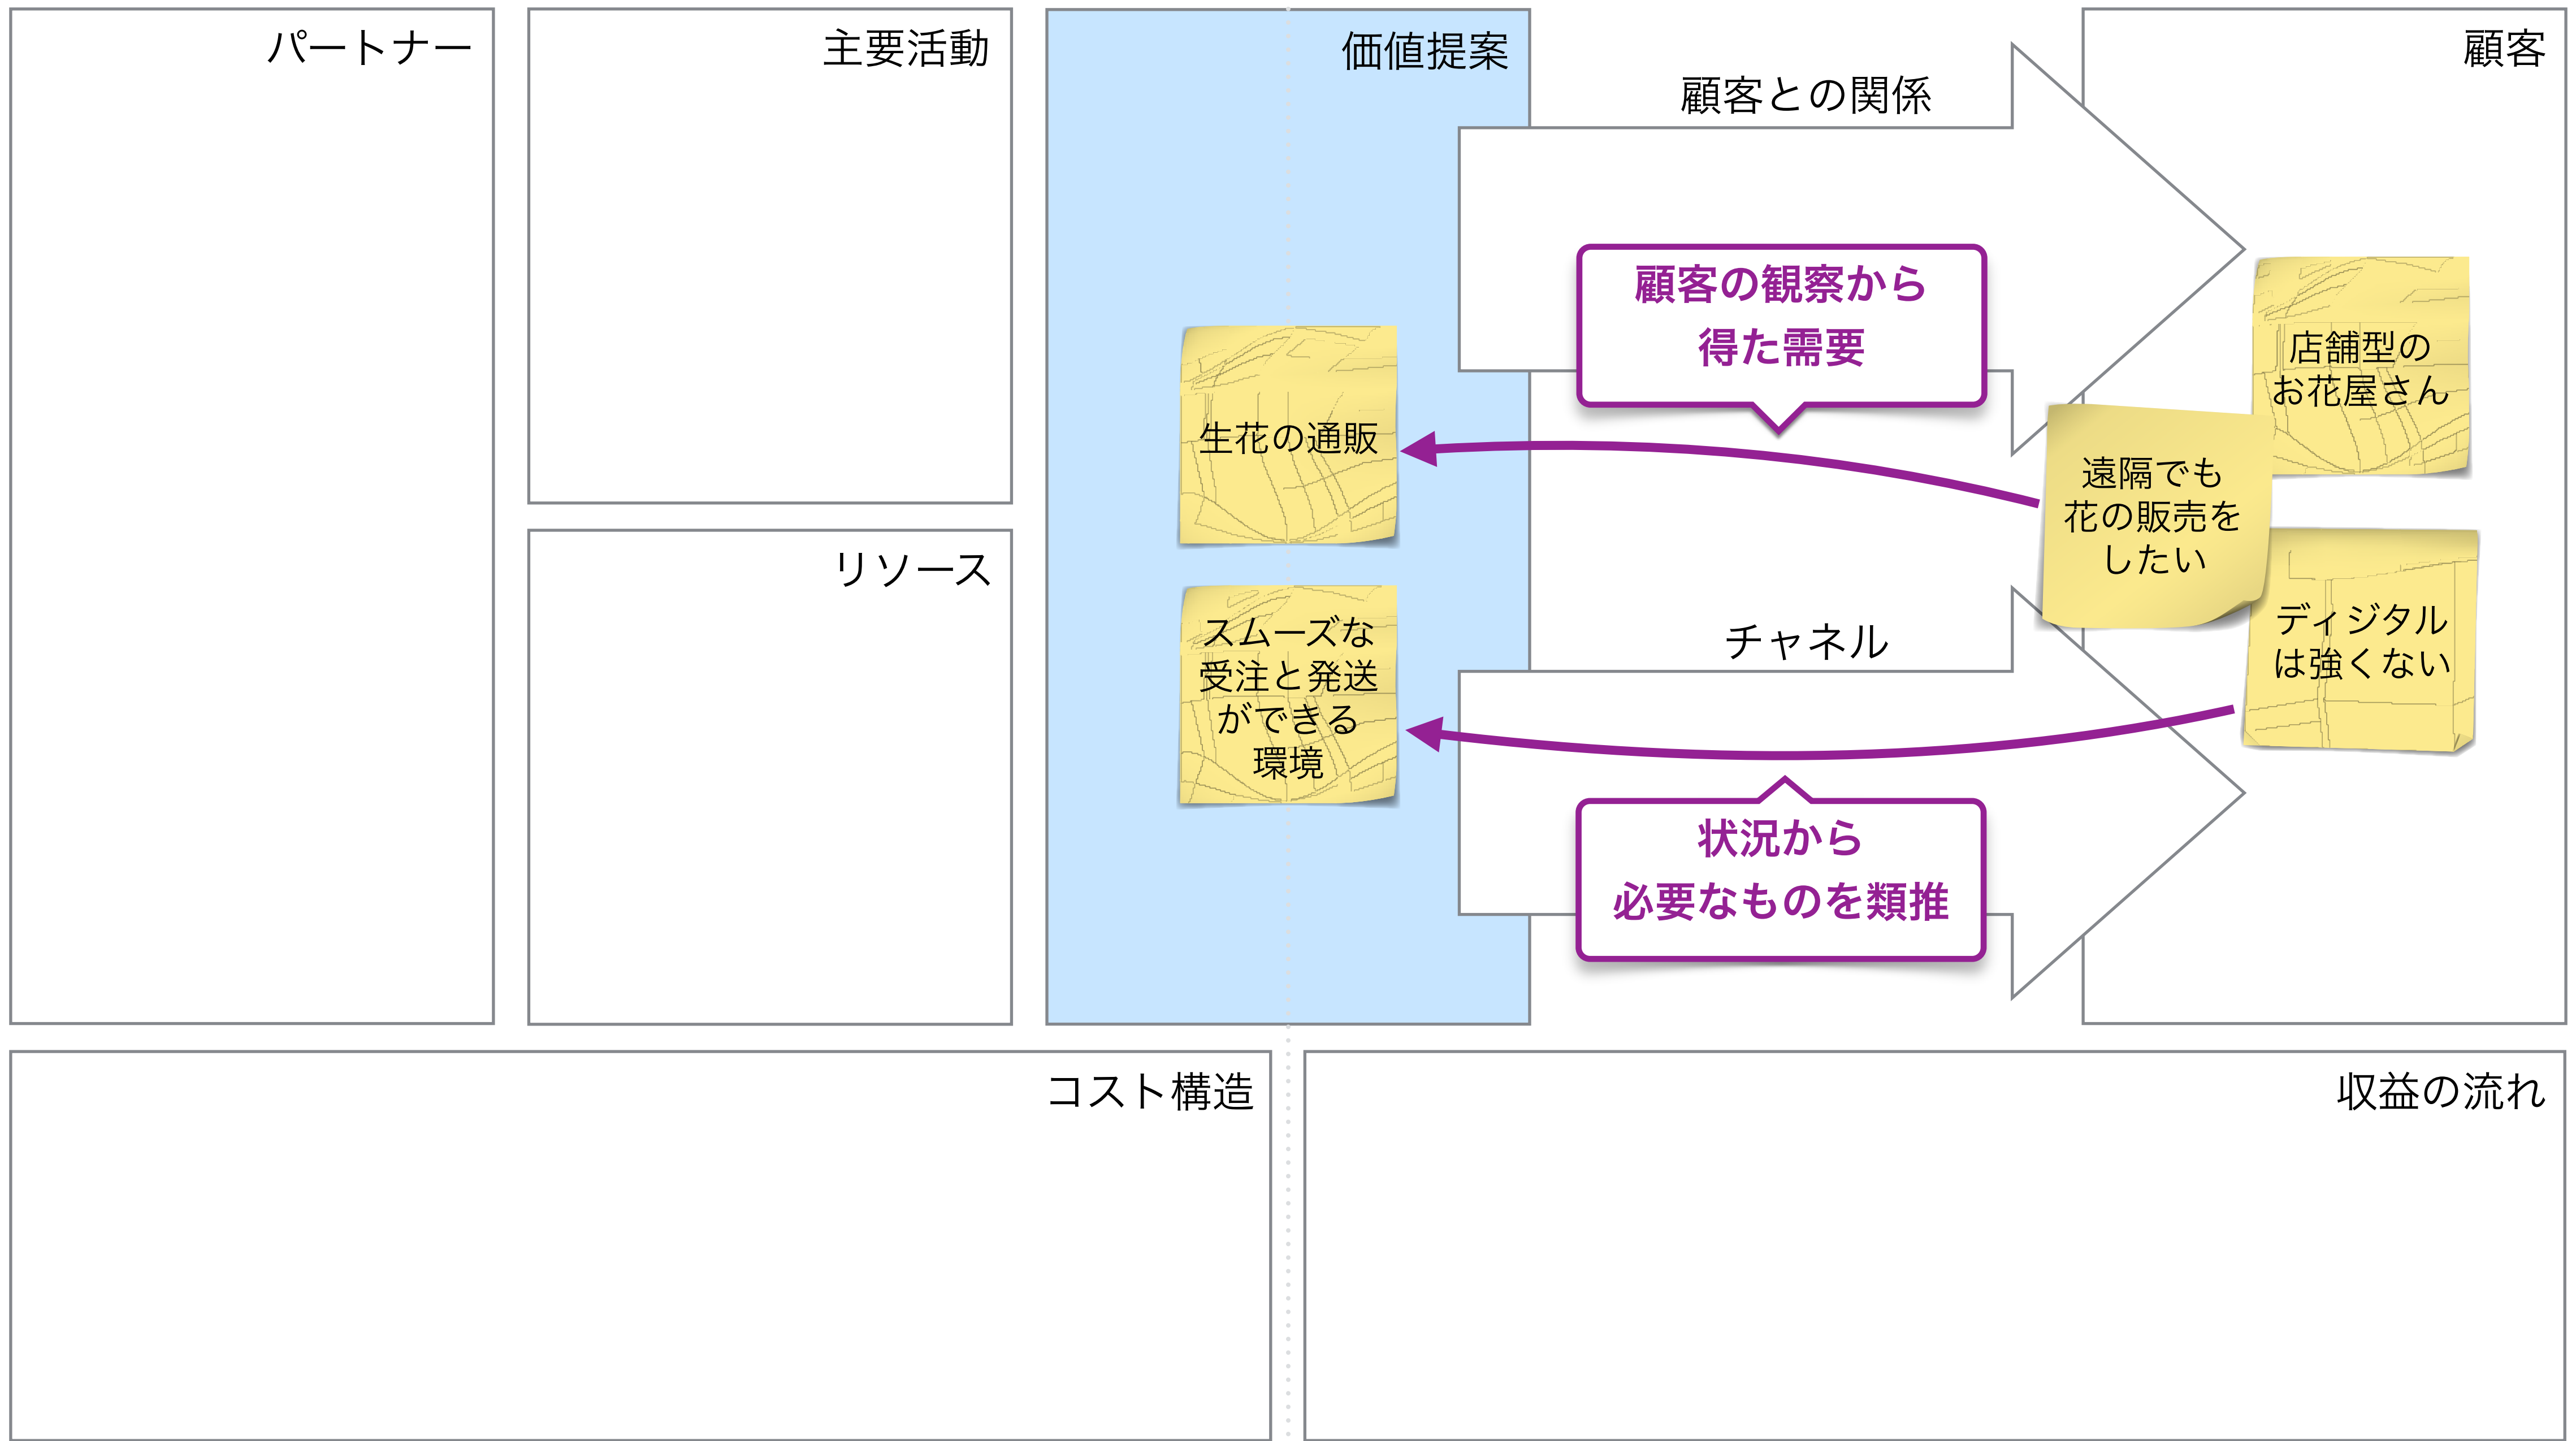 パートナー
主要活動
リソース
価値提案
生花の通販
スムーズな
受注と発送
ができる
環境
顧客との関係
顧客の観察から
得た需要
チャネル
状況から
必要なものを類推
顧客
店舗型の
お花屋さん
遠隔でも
花の販売を
したい
ディジタル
は強くない
コスト構造
収益の流れ